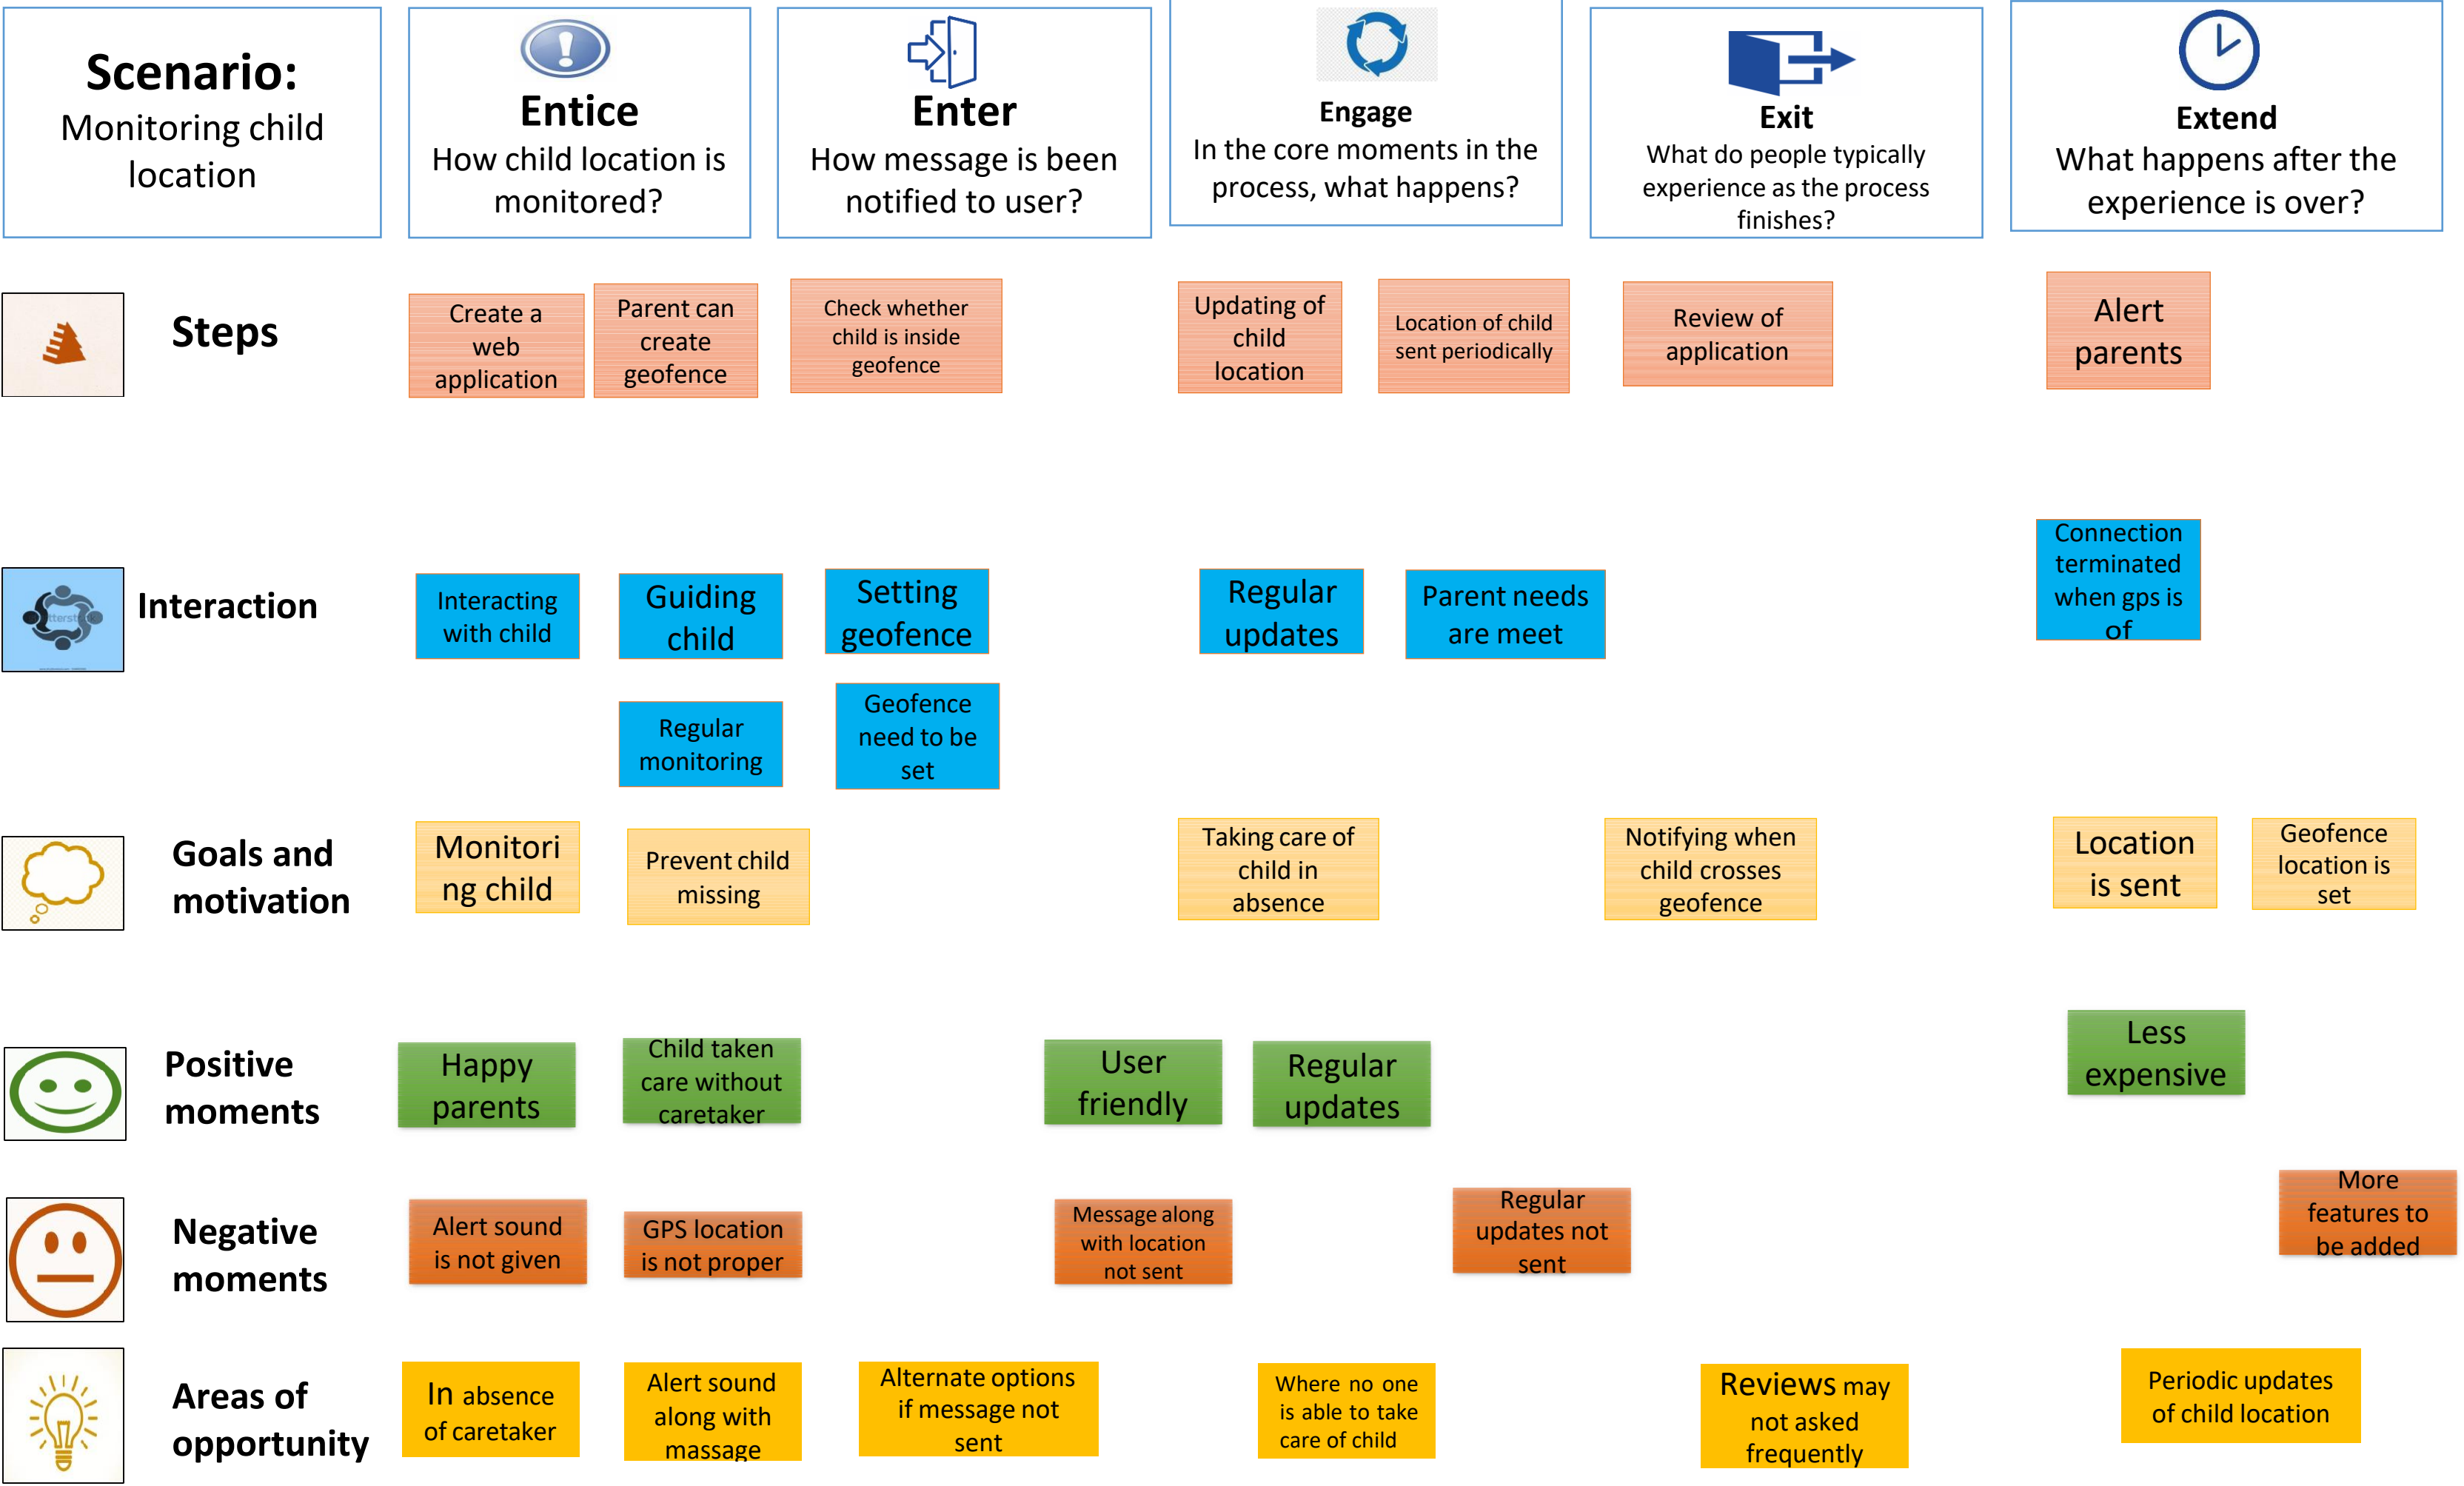 Scenario:
Monitoring child
location
Entice
How child location is
monitored?
Enter
How message is been
notified to user?
Engage
In the core moments in the
process, what happens?
Exit
What do people typically
experience as the process
finishes?
Extend
What happens after the
experience is over?
Steps
Create a
web
application
Parent can
create
geofence
Check whether
child is inside
geofence
Updating of
child
location
Location of child
sent periodically
Review of
application
Alert
parents
Interaction
Interacting
with child
Guiding
child
Setting
geofence
Regular
updates
Parent needs
are meet
Connection
terminated
when gps is
of
Regular
monitoring
Geofence
need to be
set
Goals and
motivation
Monitori
ng child
Prevent child
missing
Taking care of
child in
absence
Notifying when
child crosses
geofence
Location
is sent
Geofence
location is
set
Positive
moments
Happy
parents
Child taken
care without
caretaker
User
friendly
Regular
updates
Less
expensive
Negative
moments
Alert sound
is not given
GPS location
is not proper
Message along
with location
not sent
Regular
updates not
sent
More
features to
be added
Areas of
opportunity
In absence
of caretaker
Alert sound
along with
massage
Alternate options
if message not
sent
Where no one
is able to take
care of child
Reviews may
not asked
frequently
Periodic updates
of child location